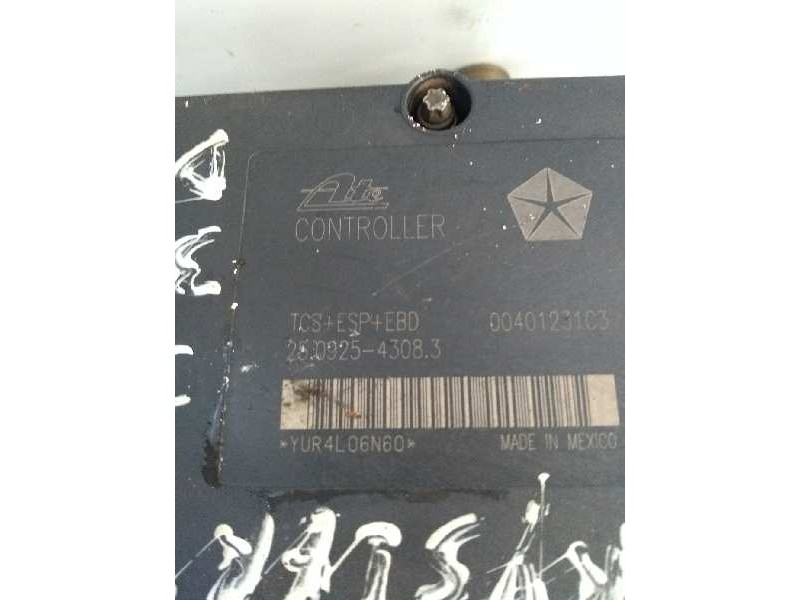 Ate
CONTROLLER
TCS+ESP+EBD 00401231C3
25.0925-4308.3
*YUR4L06N60* MADE IN MEXICO